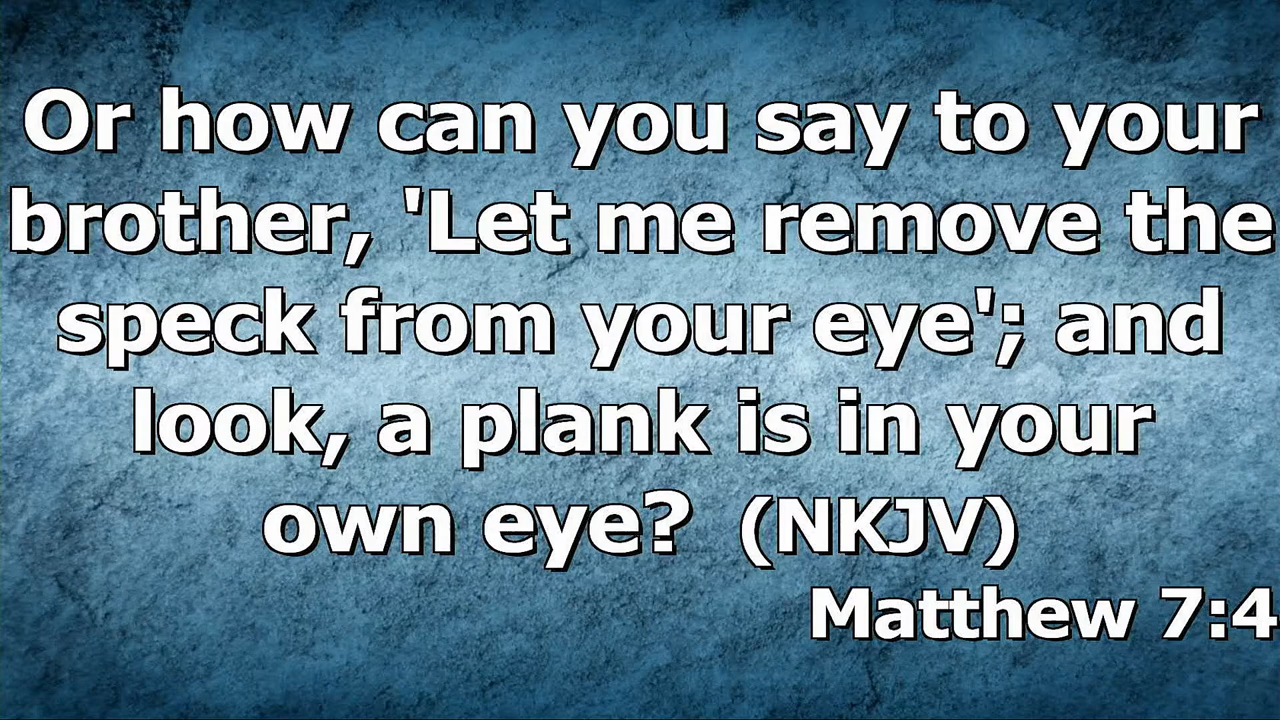 Or how can you say to your
brother, 'Let me remove the
speck from your eye'; and
look, a plank is in your
own eye? (NKJV)
Matthew 7:4